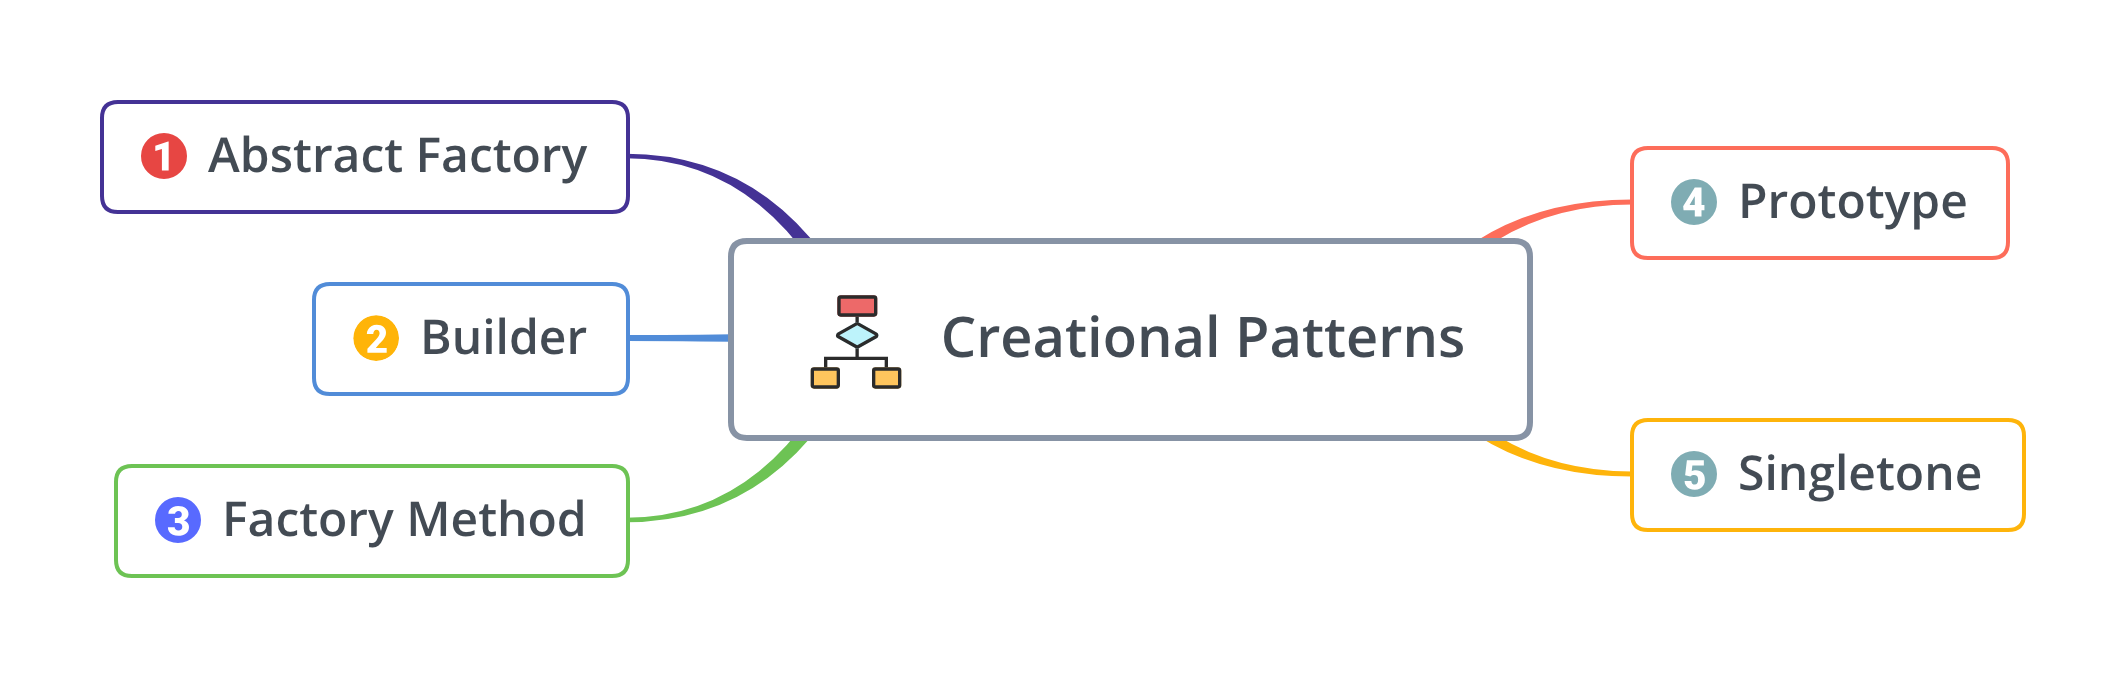 1 Abstract Factory
2 Builder
3 Factory Method
Creational Patterns
4 Prototype
5 Singletone